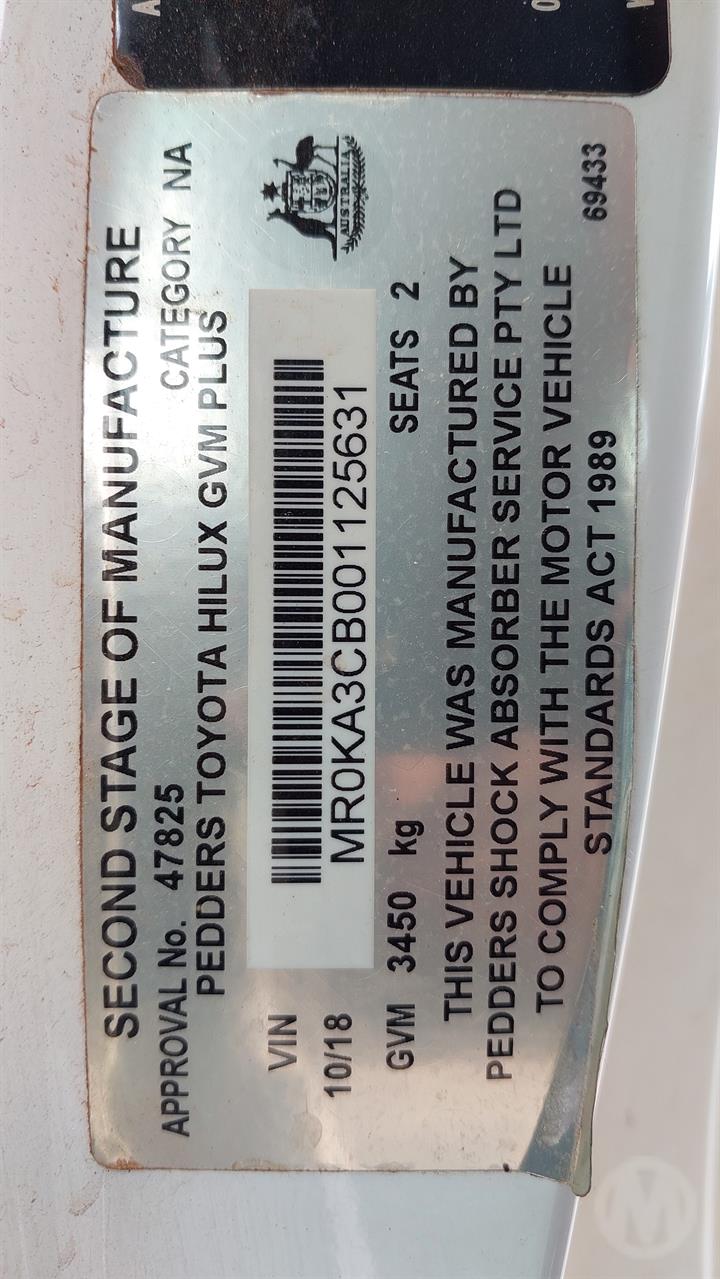 SECOND STAGE OF MANUFACTURE
APPROVAL No. 47825 CATEGORY NA
PEDDERS TOYOTA HILUX GVM PLUS
AUSTRALIA
VIN
10/18 MR0KA3CB001125631
GVM 3450 kg SEATS 2
THIS VEHICLE WAS MANUFACTURED BY
PEDDERS SHOCK ABSORBER SERVICE PTY LTD
TO COMPLY WITH THE MOTOR VEHICLE
STANDARDS ACT 1989
69433
M